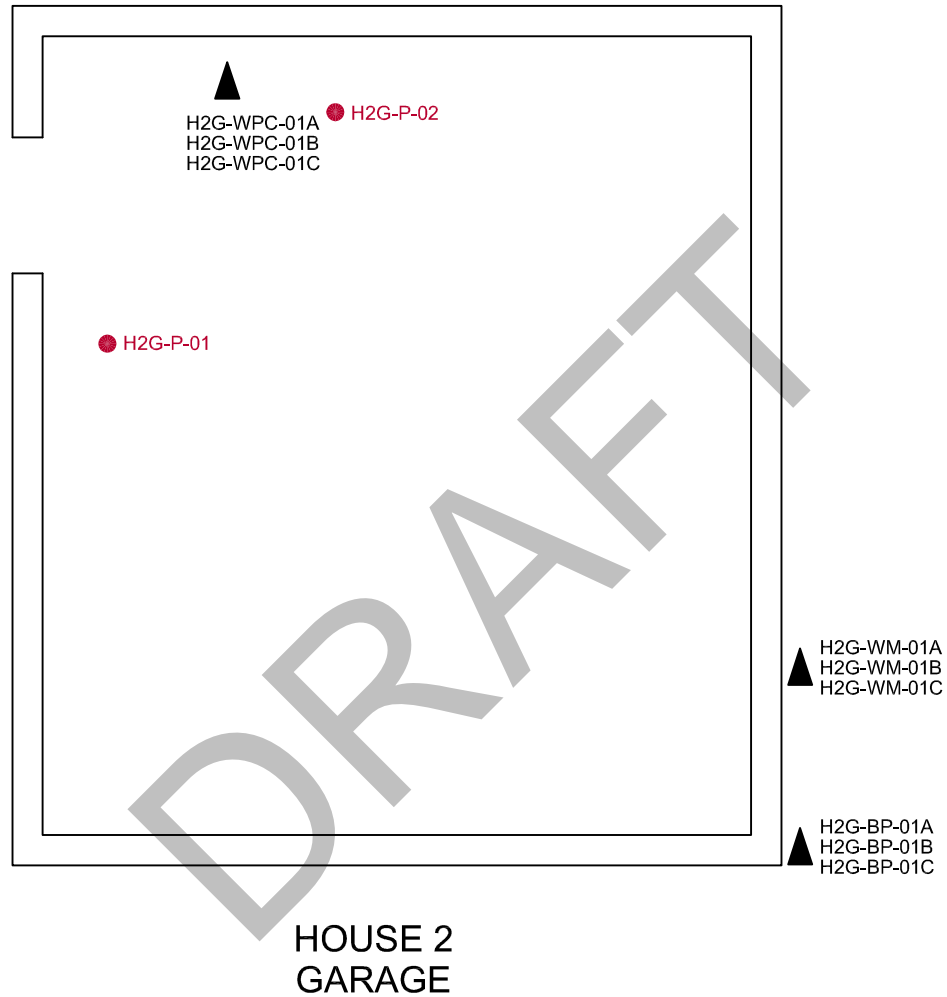 H2G-WPC-01A
H2G-WPC-01B
H2G-WPC-01C
H2G-P-02
H2G-P-01
DRAFT
H2G-WM-01A
H2G-WM-01B
H2G-WM-01C
H2G-BP-01A
H2G-BP-01B
H2G-BP-01C
HOUSE 2
GARAGE